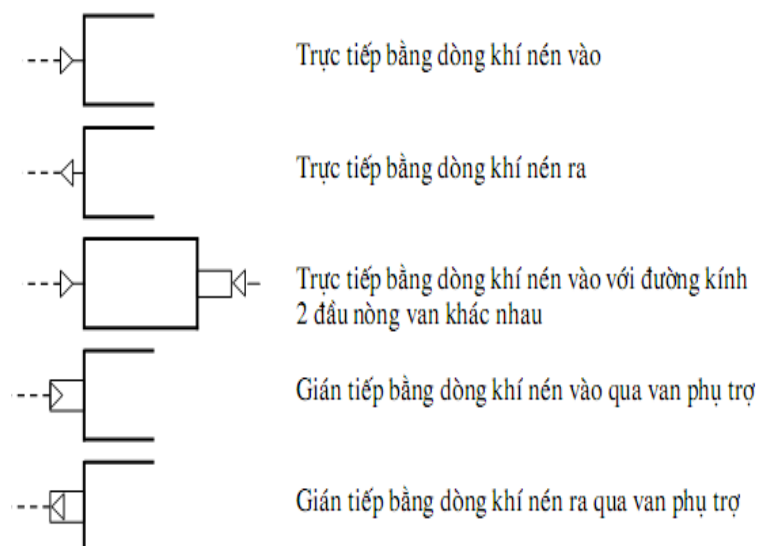 Trực tiếp bằng dòng khí nén vào
Trực tiếp bằng dòng khí nén ra
Trực tiếp bằng dòng khí nén vào với đường kính
2 đầu nòng van khác nhau
Gián tiếp bằng dòng khí nén vào qua van phụ trợ
Gián tiếp bằng dòng khí nén ra qua van phụ trợ